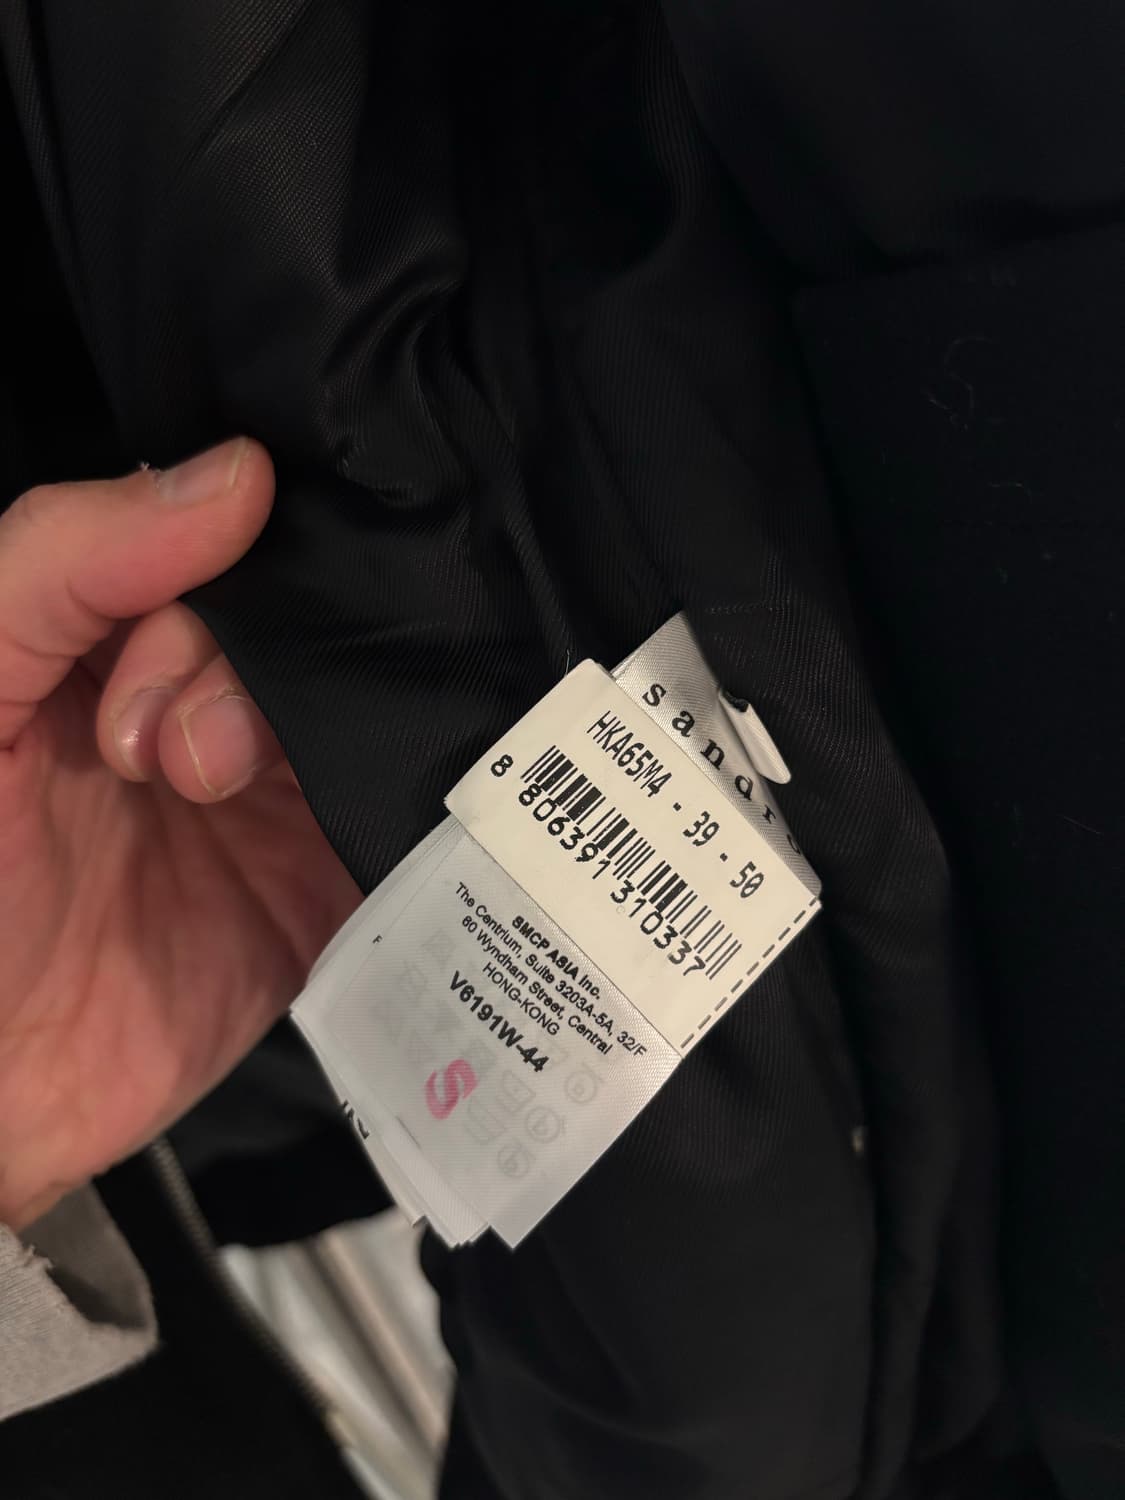 sandro
HKA65M4 - 39 - 50
8 806391 310337
SMCP ASIA Inc.
The Centrium, Suite 3203A-5A, 32/F
60 Wyndham Street, Central
HONG-KONG
V6191W-44
F
S